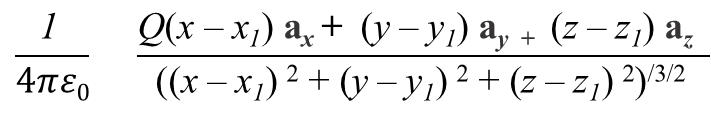 1/4πε₀ Q(x – x₁) aₓ + (y – y₁) a_y + (z – z₁) a_z / ((x – x₁) ² + (y – y₁) ² + (z – z₁) ²)^/3/2